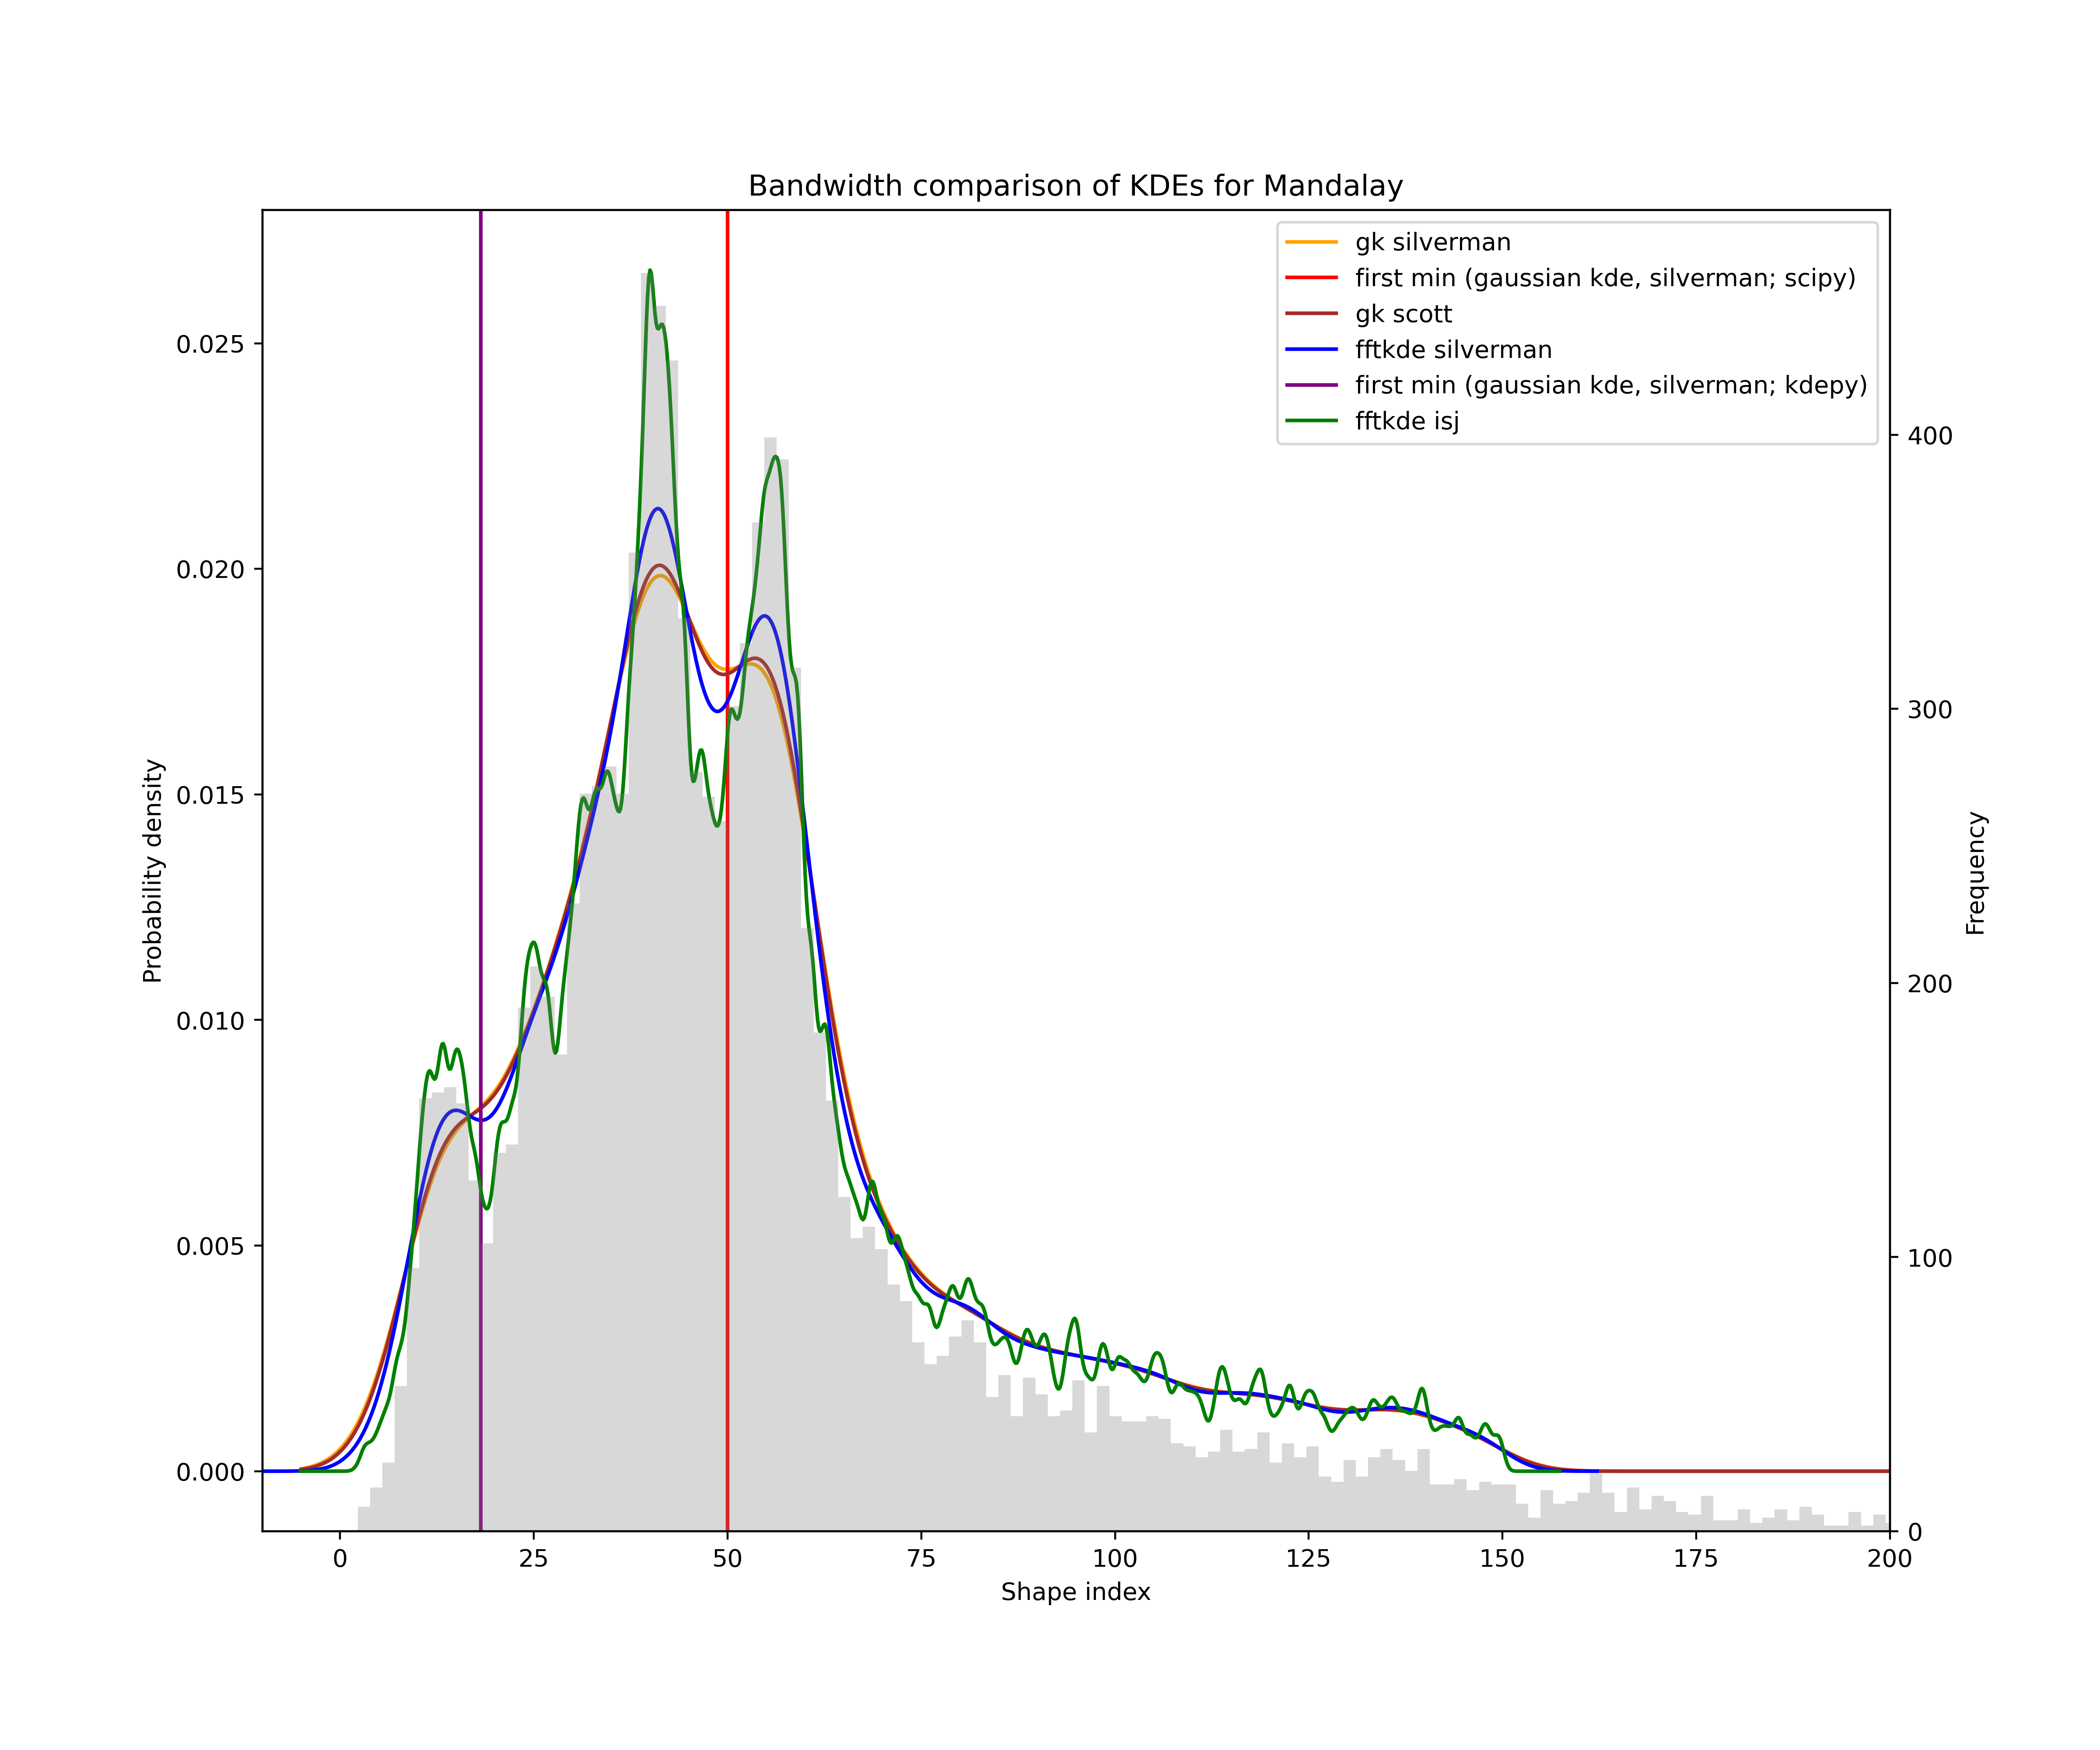 Bandwidth comparison of KDEs for Mandalay
gk silverman
first min (gaussian kde, silverman; scipy)
gk scott
fftkde silverman
first min (gaussian kde, silverman; kdepy)
fftkde isj
Probability density
0.025
0.020
0.015
0.010
0.005
0.000
Frequency
400
300
200
100
0
0 25 50 75 100 125 150 175 200
Shape index